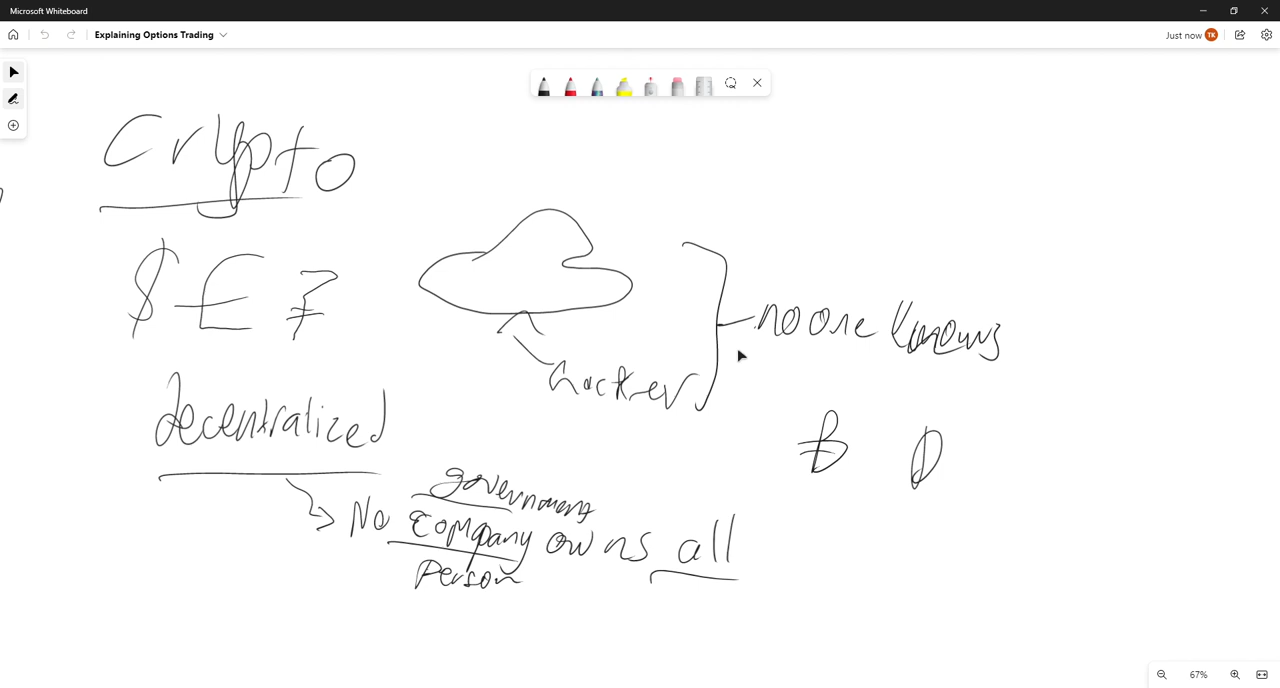 Microsoft Whiteboard
Explaining Options Trading
Just now TK
Crypto
$ €
hacker
no one knows
decentralized
government
No company owns all
Person
67%